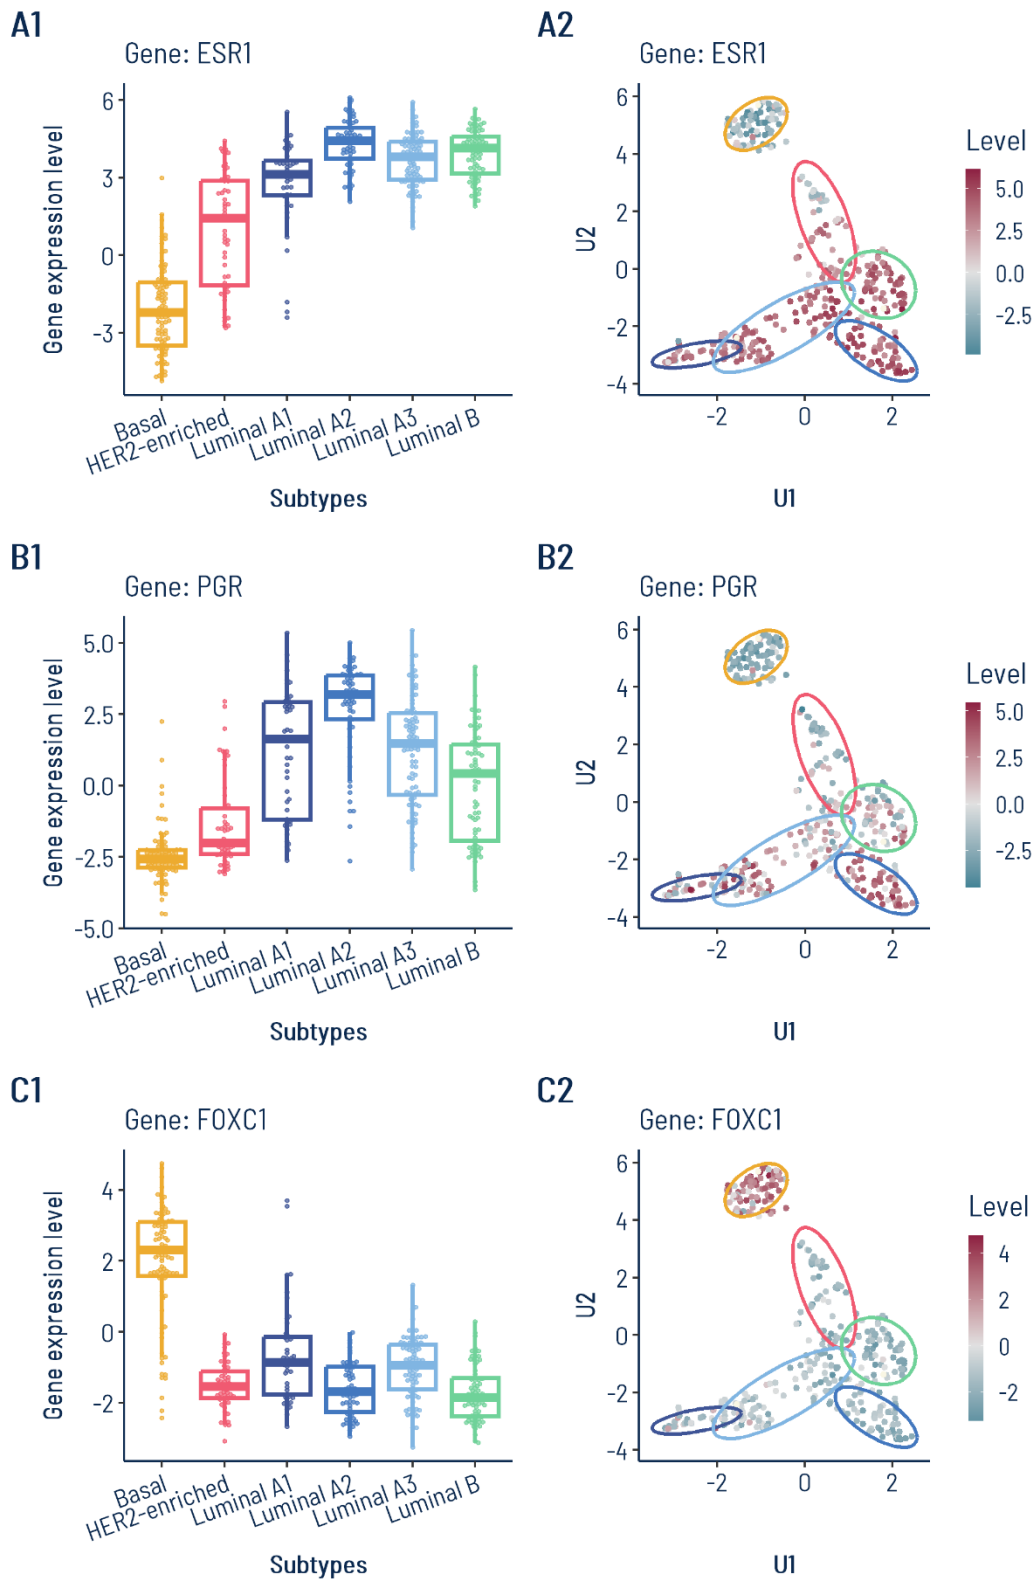 A1
Gene: ESR1
Gene expression level
6
3
0
-3
Basal
HER2-enriched
Luminal A1
Luminal A2
Luminal A3
Luminal B
Subtypes
A2
Gene: ESR1
U2
6
4
2
0
-2
-4
-2
0
2
U1
Level
5.0
2.5
0.0
-2.5
B1
Gene: PGR
Gene expression level
5.0
2.5
0.0
-2.5
-5.0
Basal
HER2-enriched
Luminal A1
Luminal A2
Luminal A3
Luminal B
Subtypes
B2
Gene: PGR
U2
6
4
2
0
-2
-4
-2
0
2
U1
Level
5.0
2.5
0.0
-2.5
C1
Gene: FOXC1
Gene expression level
4
2
0
-2
Basal
HER2-enriched
Luminal A1
Luminal A2
Luminal A3
Luminal B
Subtypes
C2
Gene: FOXC1
U2
6
4
2
0
-2
-4
-2
0
2
U1
Level
4
2
0
-2